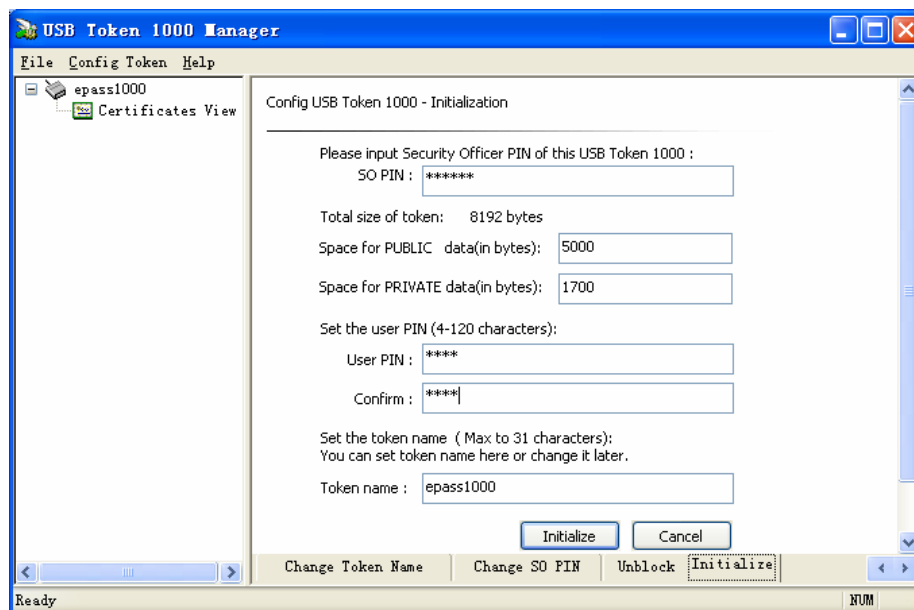 USB Token 1000 Manager
File Config Token Help
epass1000
Certificates View
Config USB Token 1000 - Initialization
Please input Security Officer PIN of this USB Token 1000 :
SO PIN : ******
Total size of token: 8192 bytes
Space for PUBLIC data(in bytes): 5000
Space for PRIVATE data(in bytes): 1700
Set the user PIN (4-120 characters):
User PIN : ****
Confirm : ****
Set the token name ( Max to 31 characters):
You can set token name here or change it later.
Token name : epass1000
Initialize Cancel
Change Token Name Change SO PIN Unblock Initialize
Ready NUM